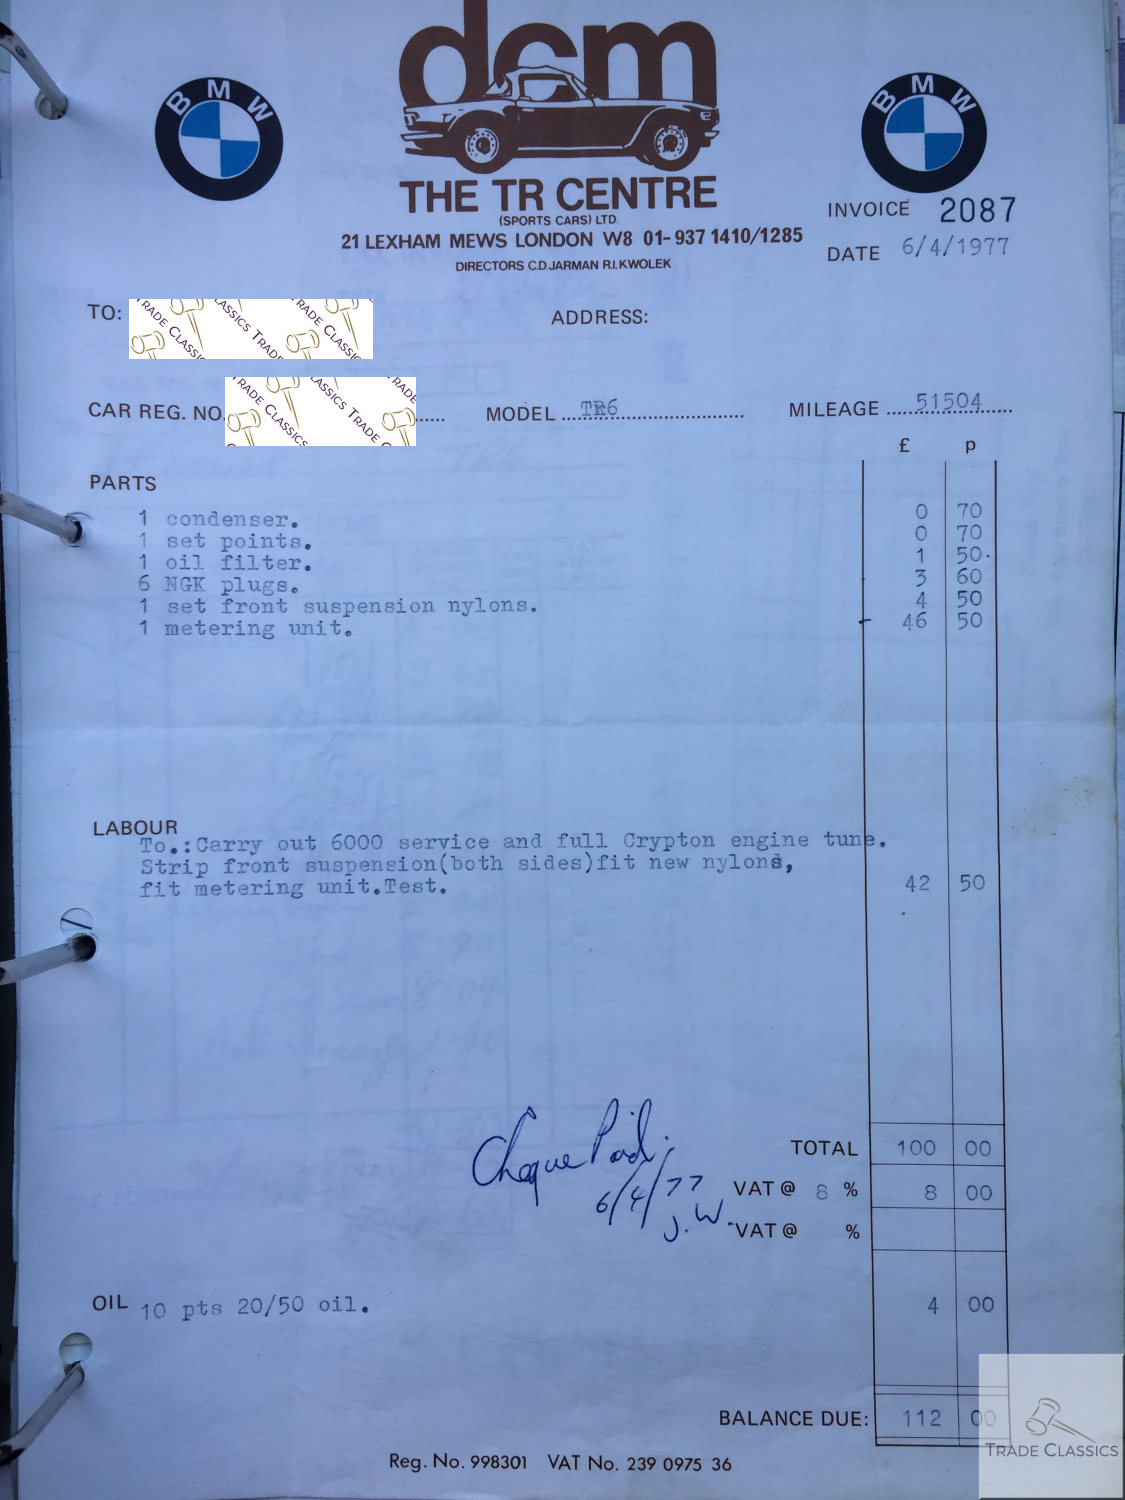 dcm
BMW
BMW
THE TR CENTRE
(SPORTS CARS) LTD.
21 LEXHAM MEWS LONDON W8 01-937 1410/1285
DIRECTORS C.D.JARMAN R.I.KWOLEK
INVOICE 2087
DATE 6/4/1977
TO:
ADDRESS:
CAR REG. NO. MODEL TR6 MILEAGE 51504
£ p
PARTS
1 condenser. 0 70
1 set points. 0 70
1 oil filter. 1 50.
6 NGK plugs. 3 60
1 set front suspension nylons. 4 50
1 metering unit. 46 50
LABOUR
To.:Carry out 6000 service and full Crypton engine tune.
Strip front suspension(both sides)fit new nylons,
fit metering unit.Test. 42 50
Cheque Paid.
6/4/77
J.W.
TOTAL 100 00
VAT @ 8 % 8 00
VAT @ %
OIL 10 pts 20/50 oil. 4 00
BALANCE DUE: 112 00
Reg. No. 998301 VAT No. 239 0975 36
TRADE CLASSICS